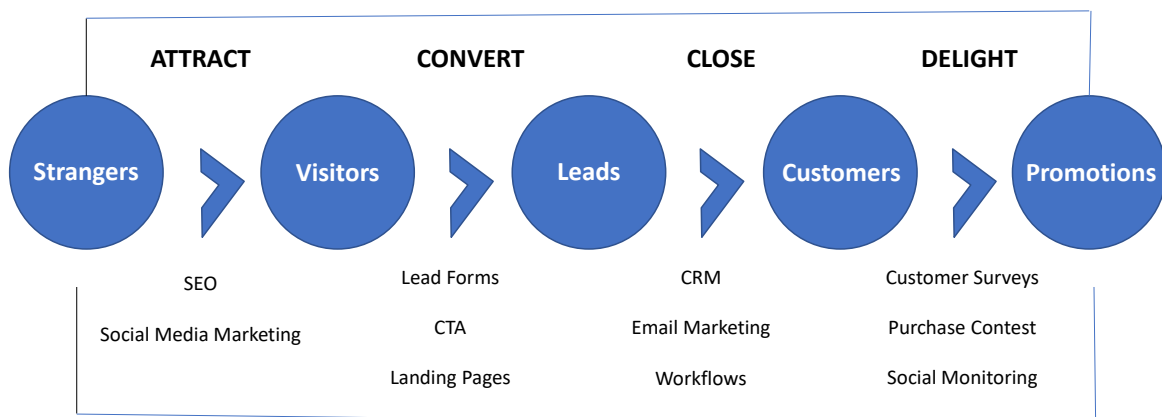 ATTRACT
CONVERT
CLOSE
DELIGHT
Strangers
Visitors
Leads
Customers
Promotions
SEO
Social Media Marketing
Lead Forms
CTA
Landing Pages
CRM
Email Marketing
Workflows
Customer Surveys
Purchase Contest
Social Monitoring